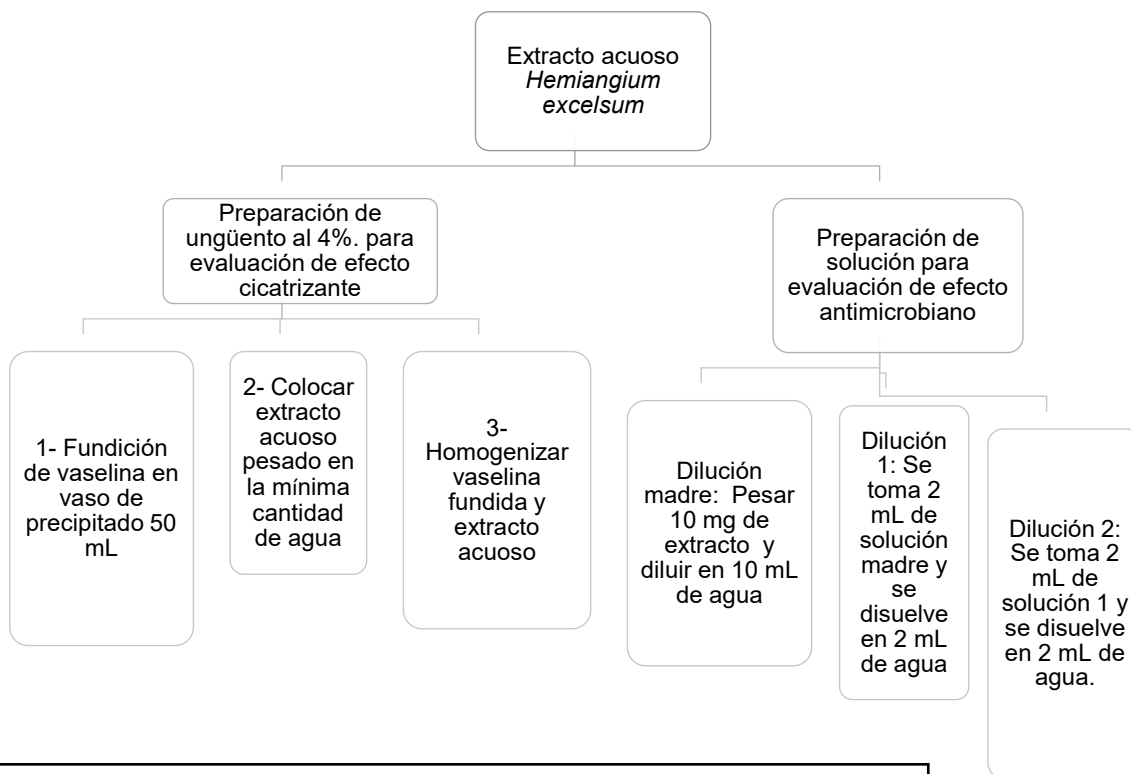 Extracto acuoso
Hemiangium
excelsum
Preparación de
ungüento al 4%. para
evaluación de efecto
cicatrizante
1- Fundición
de vaselina en
vaso de
precipitado 50
mL
2- Colocar
extracto
acuoso
pesado en
la mínima
cantidad
de agua
3-
Homogenizar
vaselina
fundida y
extracto
acuoso
Preparación de
solución para
evaluación de efecto
antimicrobiano
Dilución
madre: Pesar
10 mg de
extracto y
diluir en 10 mL
de agua
Dilución
1: Se
toma 2
mL de
solución
madre y
se
disuelve
en 2 mL
de agua
Dilución 2:
Se toma 2
mL de
solución 1 y
se disuelve
en 2 mL de
agua.